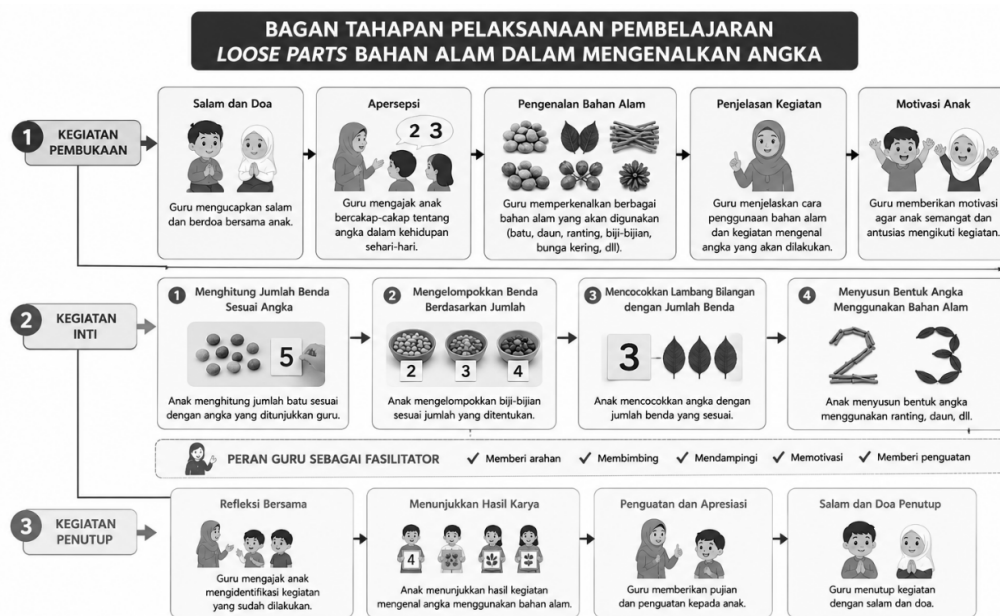 BAGAN TAHAPAN PELAKSANAAN PEMBELAJARAN
LOOSE PARTS BAHAN ALAM DALAM MENGENALKAN ANGKA
1
KEGIATAN
PEMBUKAAN
Salam dan Doa
Guru mengucapkan salam
dan berdoa bersama anak.
Apersepsi
2 3
Guru mengajak anak
bercakap-cakap tentang
angka dalam kehidupan
sehari-hari.
Pengenalan Bahan Alam
Guru memperkenalkan berbagai
bahan alam yang akan digunakan
(batu, daun, ranting, biji-bijian,
bunga kering, dll).
Penjelasan Kegiatan
Guru menjelaskan cara
penggunaan bahan alam
dan kegiatan mengenal
angka yang akan dilakukan.
Motivasi Anak
Guru memberikan motivasi
agar anak semangat dan
antusias mengikuti kegiatan.
2
KEGIATAN
INTI
1
Menghitung Jumlah Benda
Sesuai Angka
5
Anak menghitung jumlah batu sesuai
dengan angka yang ditunjukkan guru.
2
Mengelompokkan Benda
Berdasarkan Jumlah
2 3 4
Anak mengelompokkan biji-bijian
sesuai jumlah yang ditentukan.
3
Mencocokkan Lambang Bilangan
dengan Jumlah Benda
3
Anak mencocokkan angka dengan
jumlah benda yang sesuai.
4
Menyusun Bentuk Angka
Menggunakan Bahan Alam
2 3
Anak menyusun bentuk angka
menggunakan ranting, daun, dll.
PERAN GURU SEBAGAI FASILITATOR ✓ Memberi arahan ✓ Membimbing ✓ Mendampingi ✓ Memotivasi ✓ Memberi penguatan
3
KEGIATAN
PENUTUP
Refleksi Bersama
Guru mengajak anak
mengidentifikasi kegiatan
yang sudah dilakukan.
Menunjukkan Hasil Karya
4
Anak menunjukkan hasil kegiatan
mengenal angka menggunakan bahan alam.
Penguatan dan Apresiasi
Guru memberikan pujian
dan penguatan kepada anak.
Salam dan Doa Penutup
Guru menutup kegiatan
dengan salam dan doa.